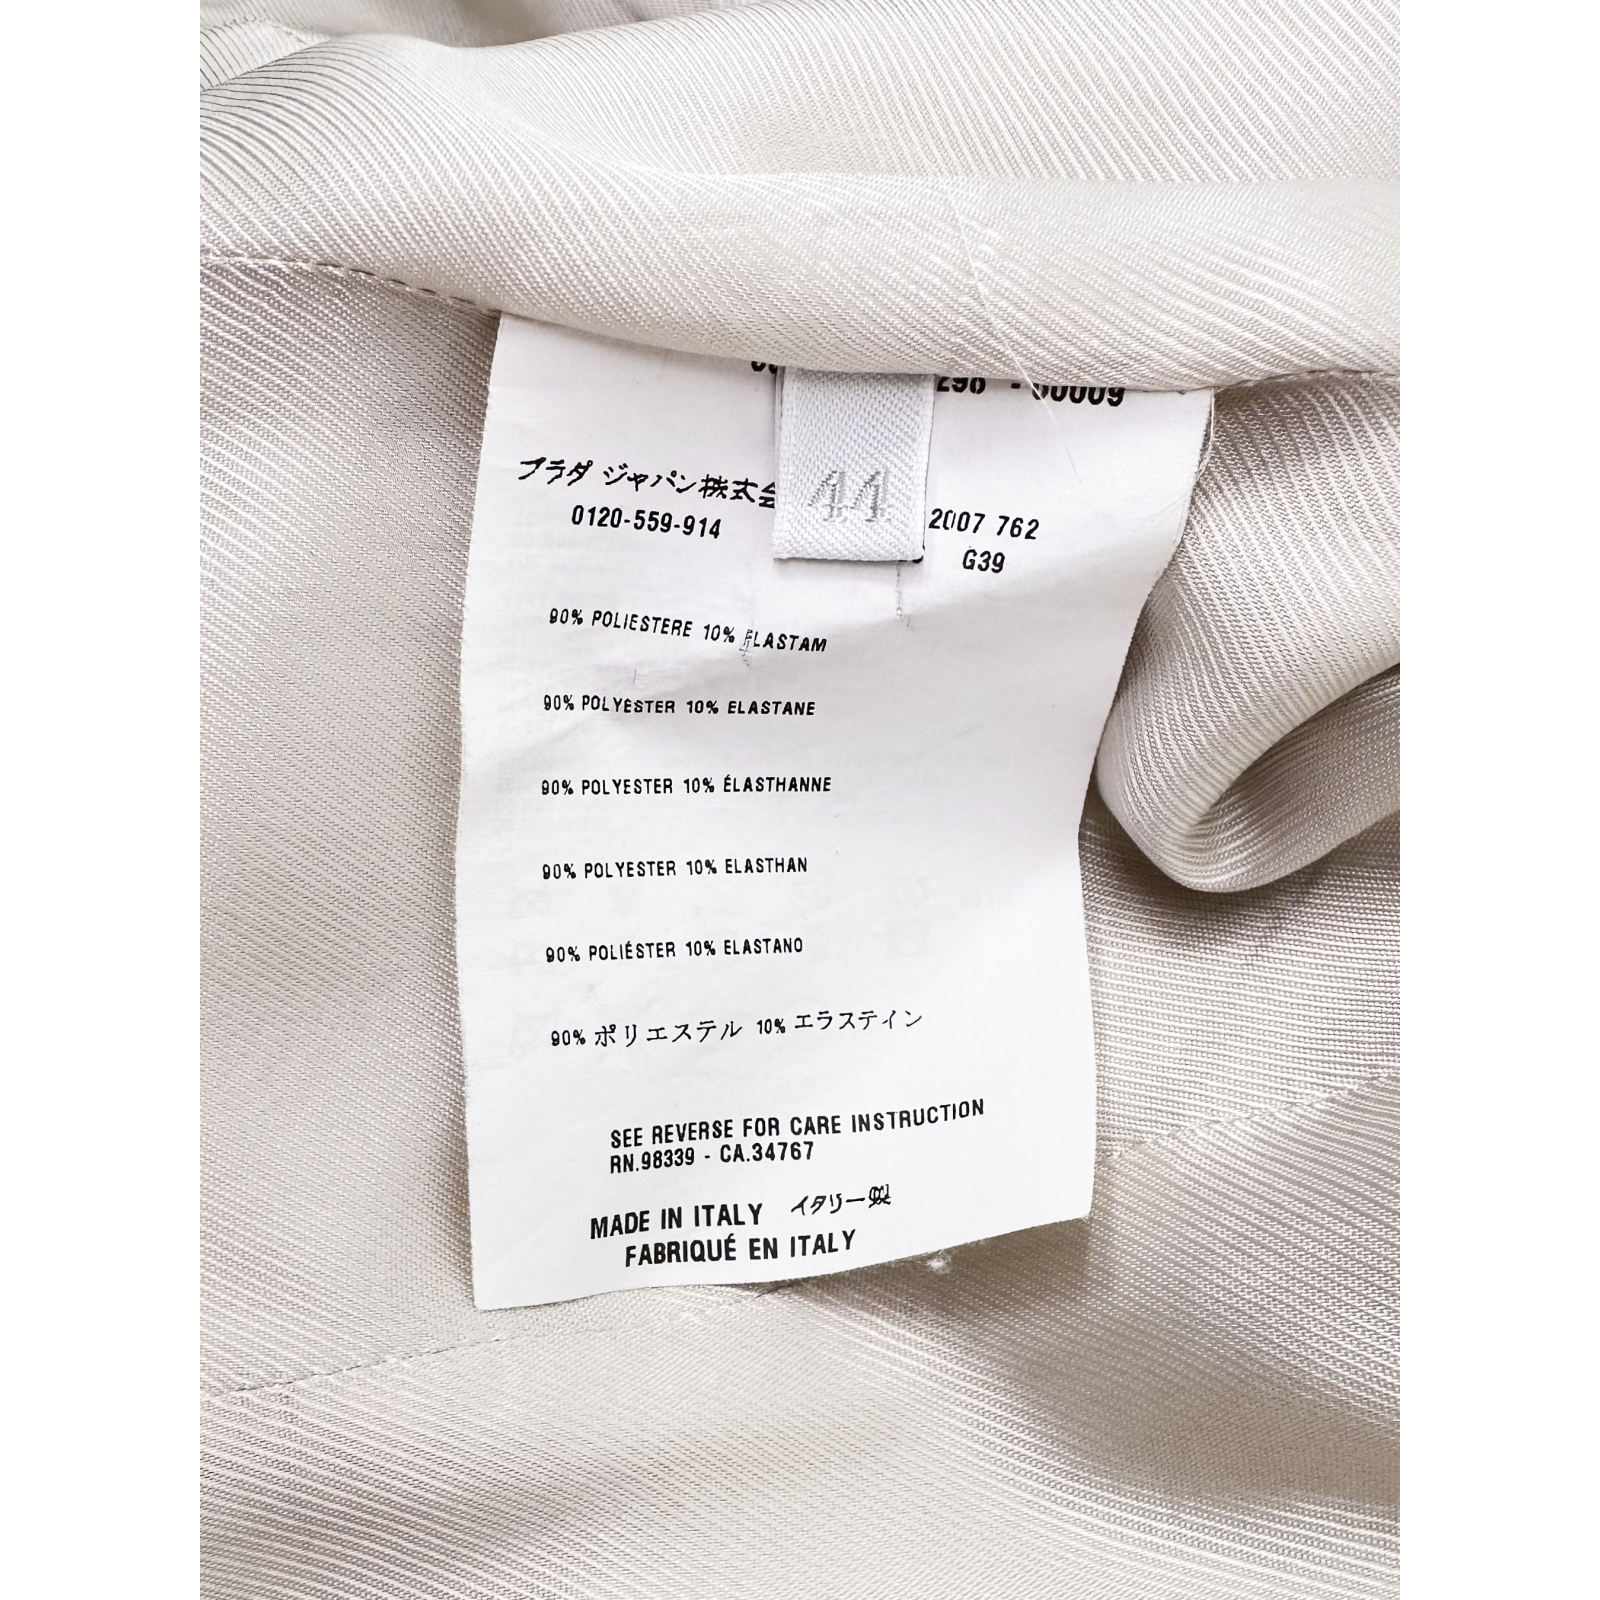 - 50009
プラダ ジャパン株式会
44
0120-559-914
2007 762
G39
90% POLIESTERE 10% ELASTAM
90% POLYESTER 10% ELASTANE
90% POLYESTER 10% ÉLASTHANNE
90% POLYESTER 10% ELASTHAN
90% POLIÉSTER 10% ELASTANO
90% ポリエステル 10% エラステイン
SEE REVERSE FOR CARE INSTRUCTION
RN.98339 - CA.34767
MADE IN ITALY イタリー製
FABRIQUÉ EN ITALY